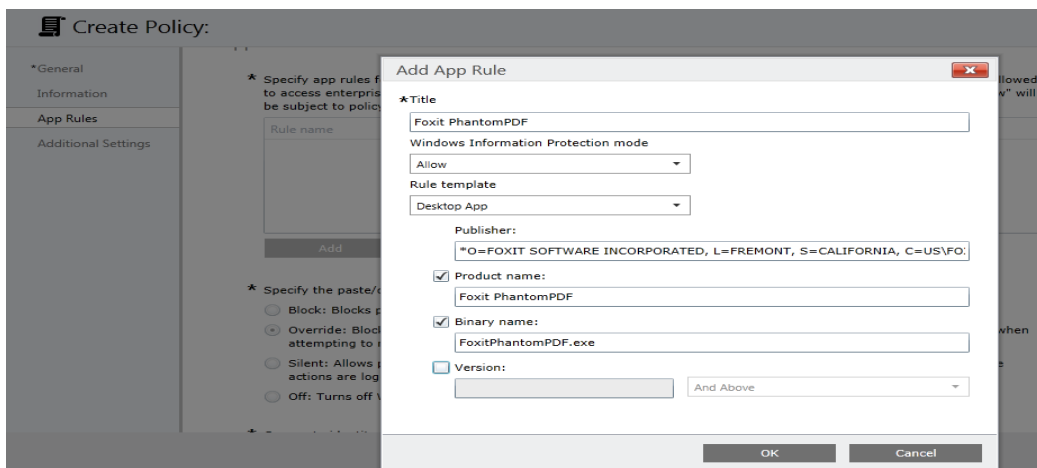 Create Policy:
*General
Information
App Rules
Additional Settings
* Specify app rules f
to access enterpris
be subject to policy
Rule name
Add
* Specify the paste/c
Block: Blocks p
Override: Block
attempting to r
Silent: Allows p
actions are log
Off: Turns off
llowed
w" will
when
Add App Rule
*Title
Foxit PhantomPDF
Windows Information Protection mode
Allow
Rule template
Desktop App
Publisher:
*O=FOXIT SOFTWARE INCORPORATED, L=FREMONT, S=CALIFORNIA, C=US\FO
Product name:
Foxit PhantomPDF
Binary name:
FoxitPhantomPDF.exe
Version:
And Above
OK
Cancel